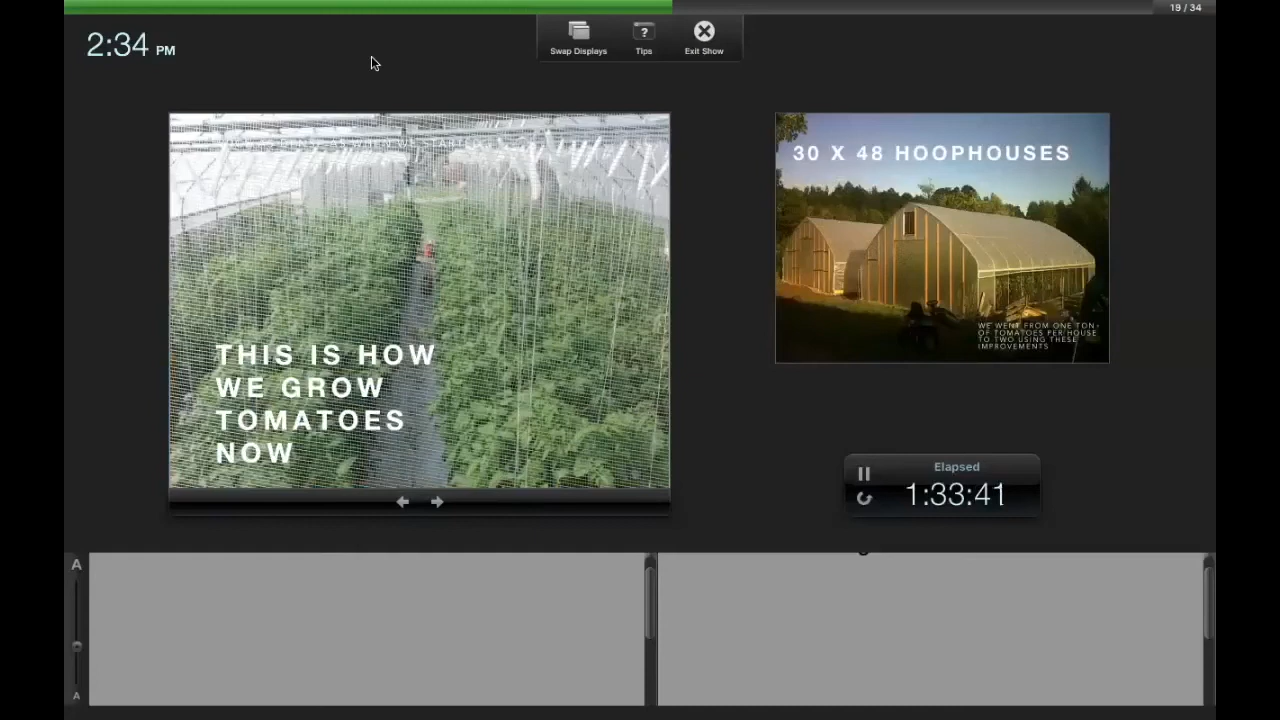 19 / 34
2:34 PM
Swap Displays
Tips
Exit Show
THIS IS HOW
WE GROW
TOMATOES
NOW
30 X 48 HOOPHOUSES
WE WENT FROM ONE TON
OF TOMATOES PER HOUSE
TO TWO USING THESE
IMPROVEMENTS
Elapsed
1:33:41
A
A